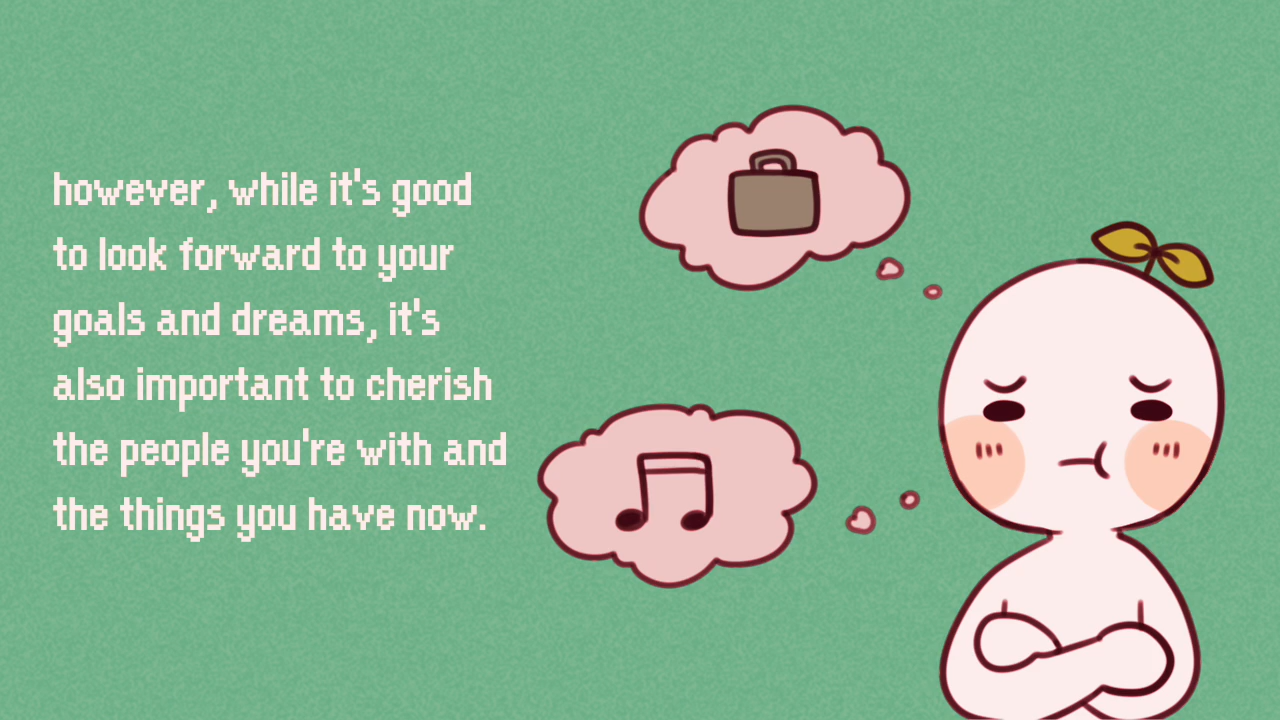 however, while it's good
to look forward to your
goals and dreams, it's
also important to cherish
the people you're with and
the things you have now.